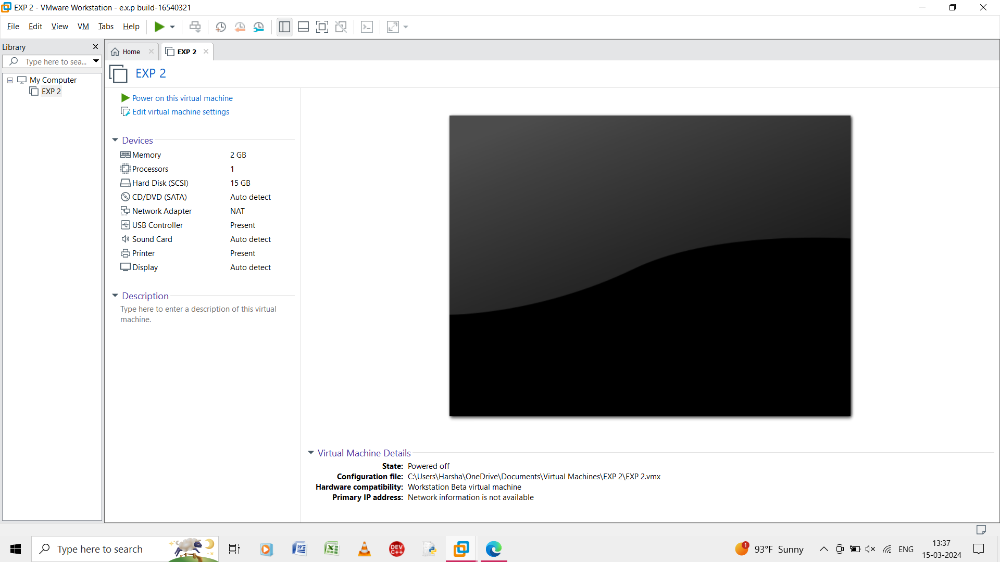 EXP 2 - VMware Workstation - e.x.p build-16540321
File Edit View VM Tabs Help
Library
Type here to sea...
My Computer
EXP 2
Home
EXP 2
EXP 2
Power on this virtual machine
Edit virtual machine settings
Devices
Memory 2 GB
Processors 1
Hard Disk (SCSI) 15 GB
CD/DVD (SATA) Auto detect
Network Adapter NAT
USB Controller Present
Sound Card Auto detect
Printer Present
Display Auto detect
Description
Type here to enter a description of this virtual
machine.
Virtual Machine Details
State: Powered off
Configuration file: C:\Users\Harsha\OneDrive\Documents\Virtual Machines\EXP 2\EXP 2.vmx
Hardware compatibility: Workstation Beta virtual machine
Primary IP address: Network information is not available
Type here to search
DEV
C++
1
93°F Sunny
ENG
13:37
15-03-2024